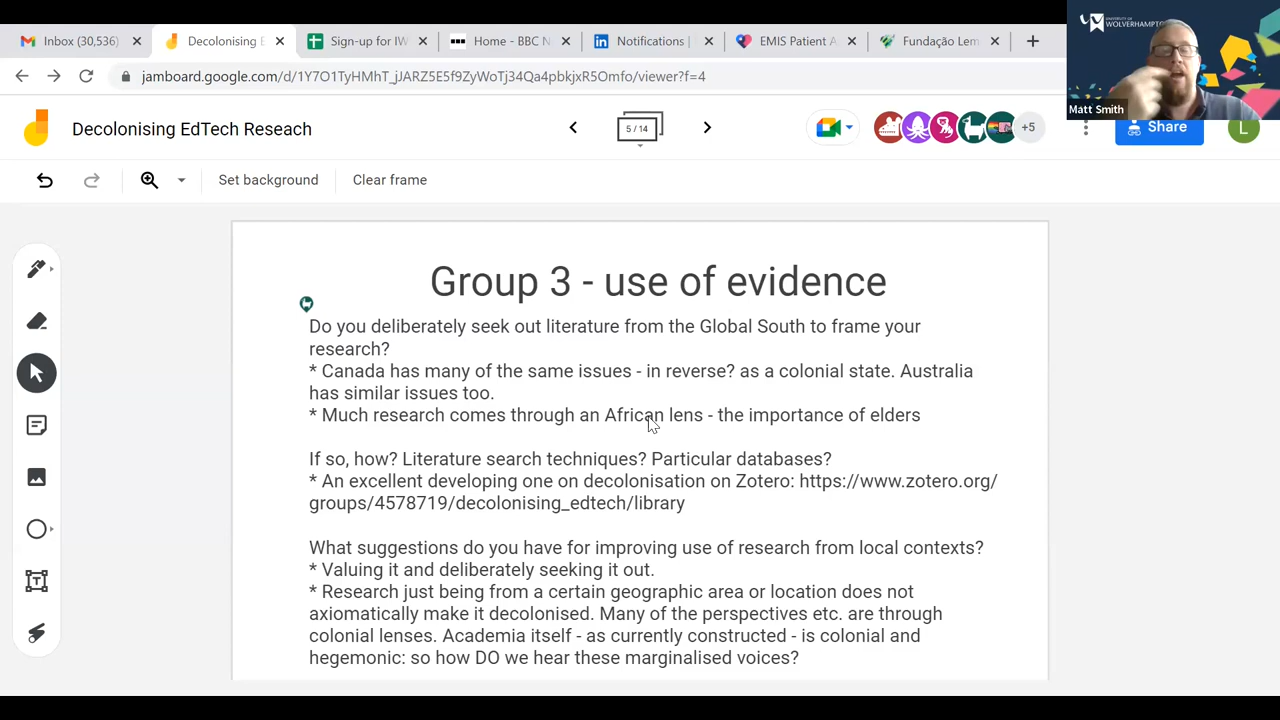 Inbox (30,536)
Decolonising E
Sign-up for IW
Home - BBC N
Notifications |
EMIS Patient A
Fundação Lem
UNIVERSITY OF
WOLVERHAMPTON
jamboard.google.com/d/1Y7O1TyHMhT_jJARZ5E5f9ZyWoTj34Qa4pbkjxR5Omfo/viewer?f=4
Matt Smith
Decolonising EdTech Reseach
5 / 14
+5
Share
L
Set background
Clear frame
Group 3 - use of evidence
Do you deliberately seek out literature from the Global South to frame your
research?
* Canada has many of the same issues - in reverse? as a colonial state. Australia
has similar issues too.
* Much research comes through an African lens - the importance of elders
If so, how? Literature search techniques? Particular databases?
* An excellent developing one on decolonisation on Zotero: https://www.zotero.org/
groups/4578719/decolonising_edtech/library
What suggestions do you have for improving use of research from local contexts?
* Valuing it and deliberately seeking it out.
* Research just being from a certain geographic area or location does not
axiomatically make it decolonised. Many of the perspectives etc. are through
colonial lenses. Academia itself - as currently constructed - is colonial and
hegemonic: so how DO we hear these marginalised voices?